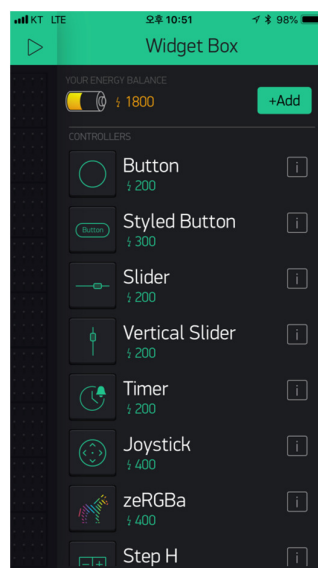 KT LTE 오후 10:51 98%
Widget Box
YOUR ENERGY BALANCE
1800
+Add
CONTROLLERS
Button
200
Button
Styled Button
300
Slider
200
Vertical Slider
200
Timer
200
Joystick
400
zeRGBa
400
Step H